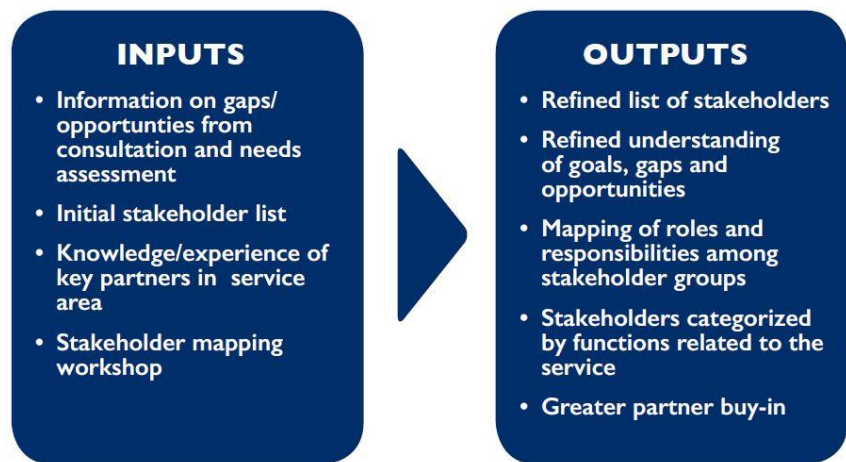 INPUTS
• Information on gaps/
opportunties from
consultation and needs
assessment
• Initial stakeholder list
• Knowledge/experience of
key partners in service
area
• Stakeholder mapping
workshop
OUTPUTS
• Refined list of stakeholders
• Refined understanding
of goals, gaps and
opportunities
• Mapping of roles and
responsibilities among
stakeholder groups
• Stakeholders categorized
by functions related to the
service
• Greater partner buy-in